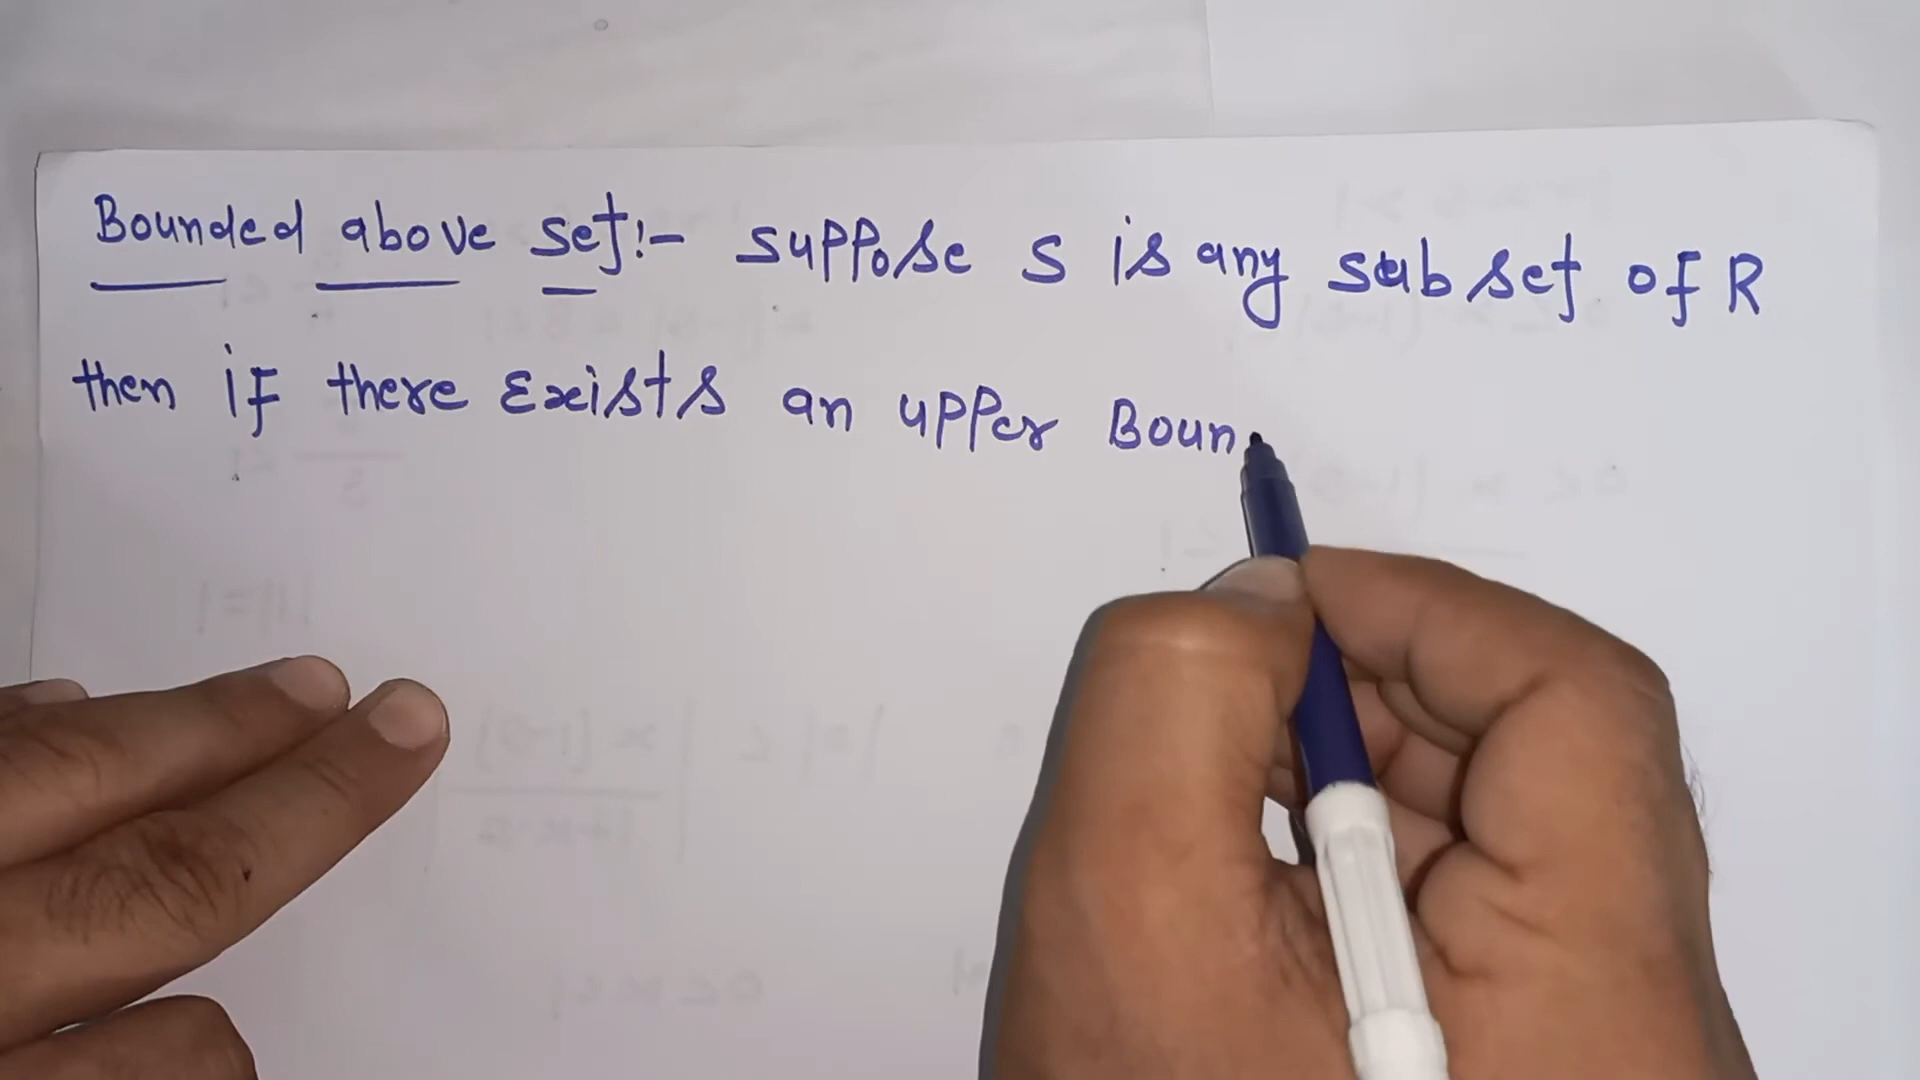 Bounded above set:- suppose S is any subset of R
then if there Exists an upper Boun